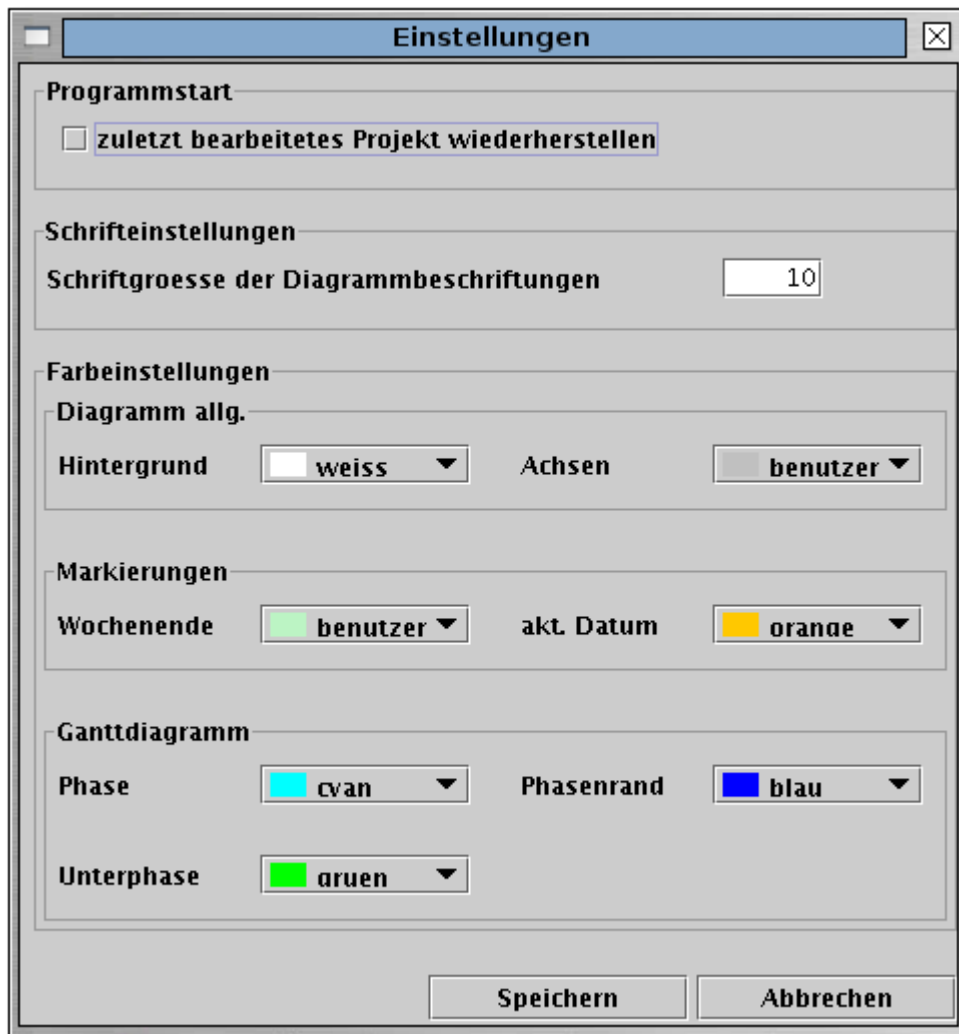 Einstellungen
Programmstart
zuletzt bearbeitetes Projekt wiederherstellen
Schrifteinstellungen
Schriftgroesse der Diagrammbeschriftungen 10
Farbeinstellungen
Diagramm allg.
Hintergrund weiss Achsen benutzer
Markierungen
Wochenende benutzer akt. Datum orange
Ganttdiagramm
Phase cyan Phasenrand blau
Unterphase gruen
Speichern Abbrechen